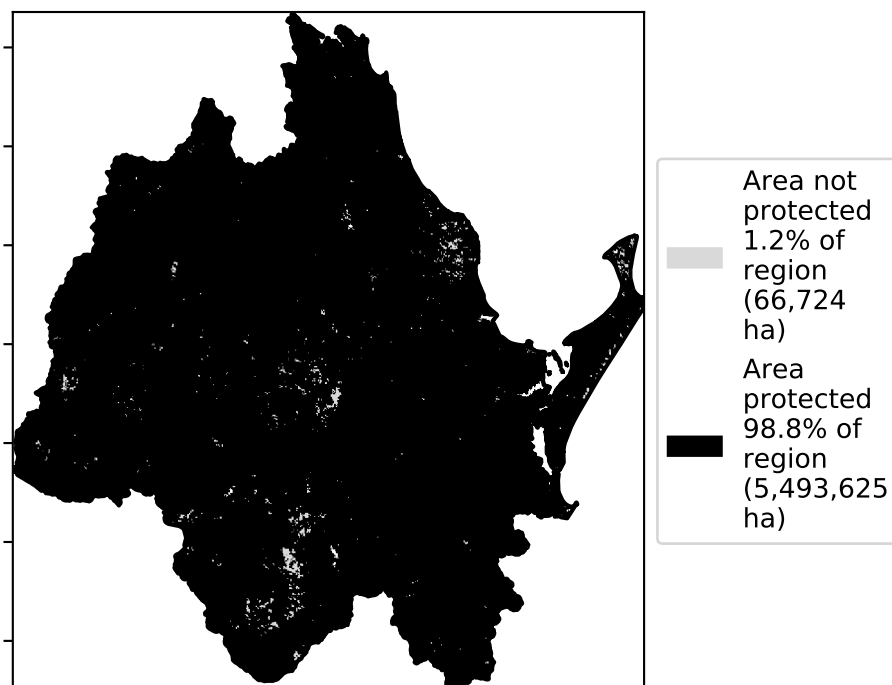 Area not
protected
1.2% of
region
(66,724
ha)
Area
protected
98.8% of
region
(5,493,625
ha)